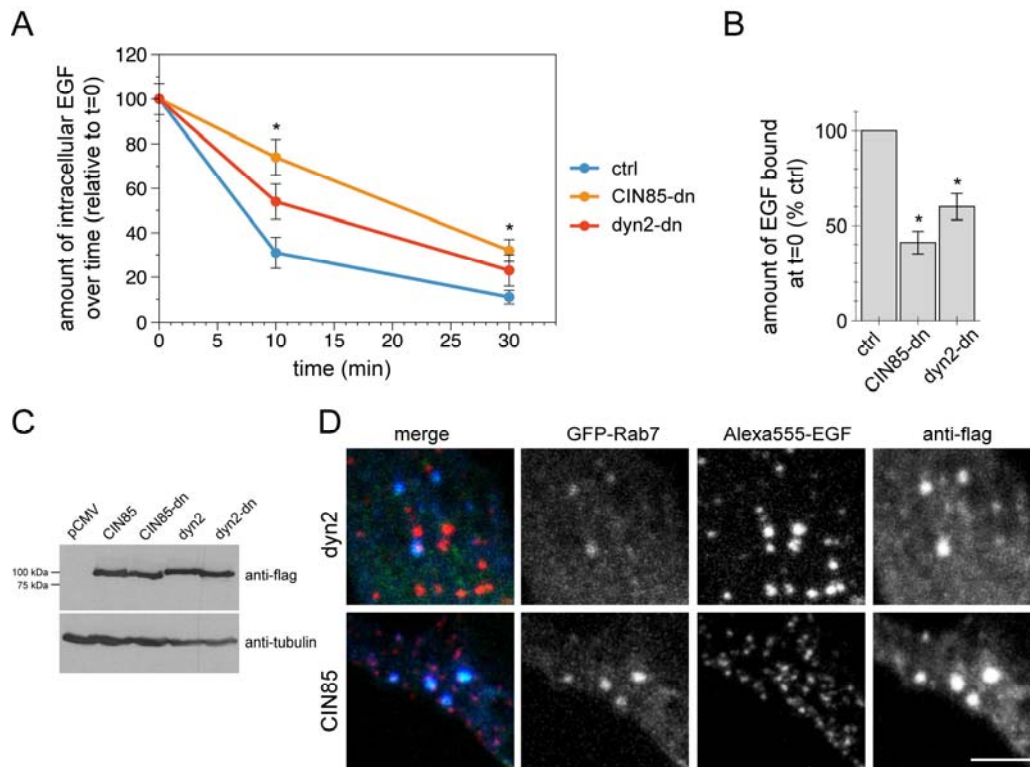 A
amount of intracellular EGF
over time (relative to t=0)
120
100
80
60
40
20
0
0 5 10 15 20 25 30
time (min)
*
*
ctrl
CIN85-dn
dyn2-dn
B
amount of EGF bound
at t=0 (% ctrl)
100
50
0
*
*
ctrl
CIN85-dn
dyn2-dn
C
pCMV CIN85 CIN85-dn dyn2 dyn2-dn
100 kDa
75 kDa
anti-flag
anti-tubulin
D
merge GFP-Rab7 Alexa555-EGF anti-flag
dyn2
CIN85